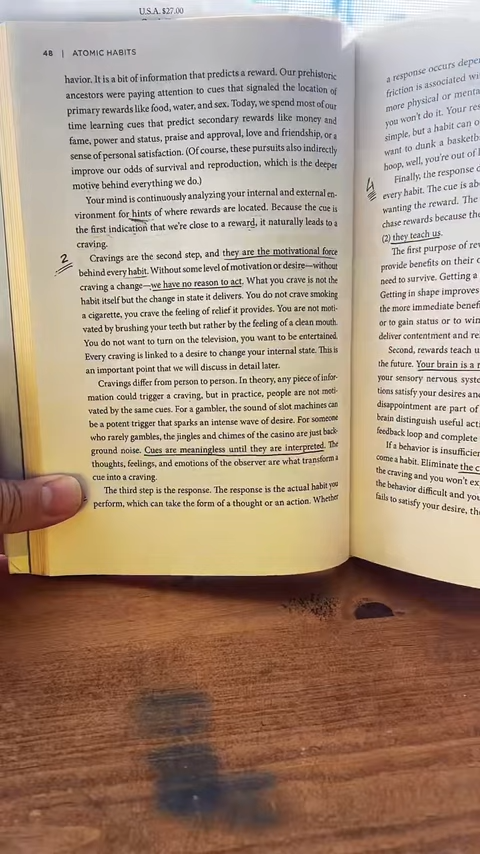 U.S.A. $27.00
48 | ATOMIC HABITS
havior. It is a bit of information that predicts a reward. Our prehistoric
ancestors were paying attention to cues that signaled the location of
primary rewards like food, water, and sex. Today, we spend most of our
time learning cues that predict secondary rewards like money and
fame, power and status, praise and approval, love and friendship, or a
sense of personal satisfaction. (Of course, these pursuits also indirectly
improve our odds of survival and reproduction, which is the deeper
motive behind everything we do.)
Your mind is continuously analyzing your internal and external en-
vironment for hints of where rewards are located. Because the cue is
the first indication that we're close to a reward, it naturally leads to a
craving.
2
Cravings are the second step, and they are the motivational force
behind every habit. Without some level of motivation or desire—without
craving a change—we have no reason to act. What you crave is not the
habit itself but the change in state it delivers. You do not crave smoking
a cigarette, you crave the feeling of relief it provides. You are not moti-
vated by brushing your teeth but rather by the feeling of a clean mouth.
You do not want to turn on the television, you want to be entertained.
Every craving is linked to a desire to change your internal state. This is
an important point that we will discuss in detail later.
Cravings differ from person to person. In theory, any piece of infor-
mation could trigger a craving, but in practice, people are not moti-
vated by the same cues. For a gambler, the sound of slot machines can
be a potent trigger that sparks an intense wave of desire. For someone
who rarely gambles, the jingles and chimes of the casino are just back-
ground noise. Cues are meaningless until they are interpreted. The
thoughts, feelings, and emotions of the observer are what transform a
cue into a craving.
The third step is the response. The response is the actual habit you
perform, which can take the form of a thought or an action. Whether
a response occurs depe
friction is associated wi
more physical or menta
you won't do it. Your res
simple, but a habit can o
want to dunk a basketb
hoop, well, you're out of l
4
Finally, the response d
every habit. The cue is abo
wanting the reward. The
chase rewards because the
(2) they teach us.
The first purpose of rew
provide benefits on their o
need to survive. Getting a
Getting in shape improves
the more immediate benefi
or to gain status or to win
deliver contentment and re
Second, rewards teach u
the future. Your brain is a r
your sensory nervous syste
tions satisfy your desires and
disappointment are part of
brain distinguish useful acti
feedback loop and complete
If a behavior is insufficien
come a habit. Eliminate the c
the craving and you won't ex
the behavior difficult and you
fails to satisfy your desire, the